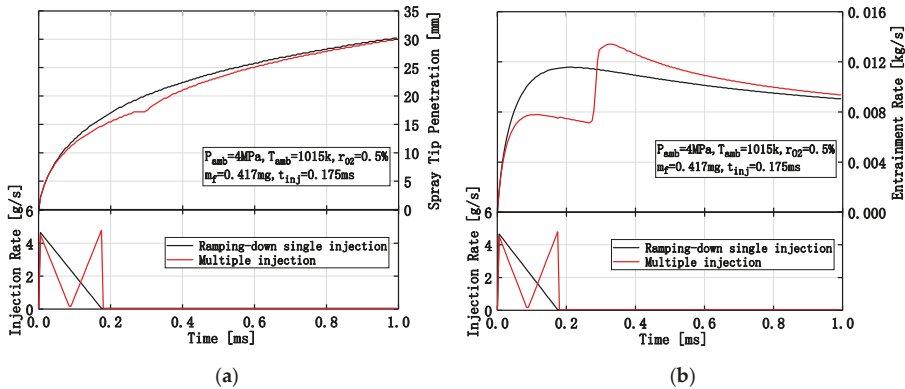 35
30
25
20
15
10
5
0
Spray Tip Penetration [mm]
P_amb=4MPa, T_amb=1015k, r_O2=0.5%
m_f=0.417mg, t_inj=0.175ms
6
4
2
0
Injection Rate [g/s]
Ramping-down single injection
Multiple injection
0.0 0.2 0.4 0.6 0.8 1.0
Time [ms]
(a)
0.016
0.012
0.008
0.004
0.000
Entrainment Rate [kg/s]
P_amb=4MPa, T_amb=1015k, r_O2=0.5%
m_f=0.417mg, t_inj=0.175ms
6
4
2
0
Injection Rate [g/s]
Ramping-down single injection
Multiple injection
0.0 0.2 0.4 0.6 0.8 1.0
Time [ms]
(b)